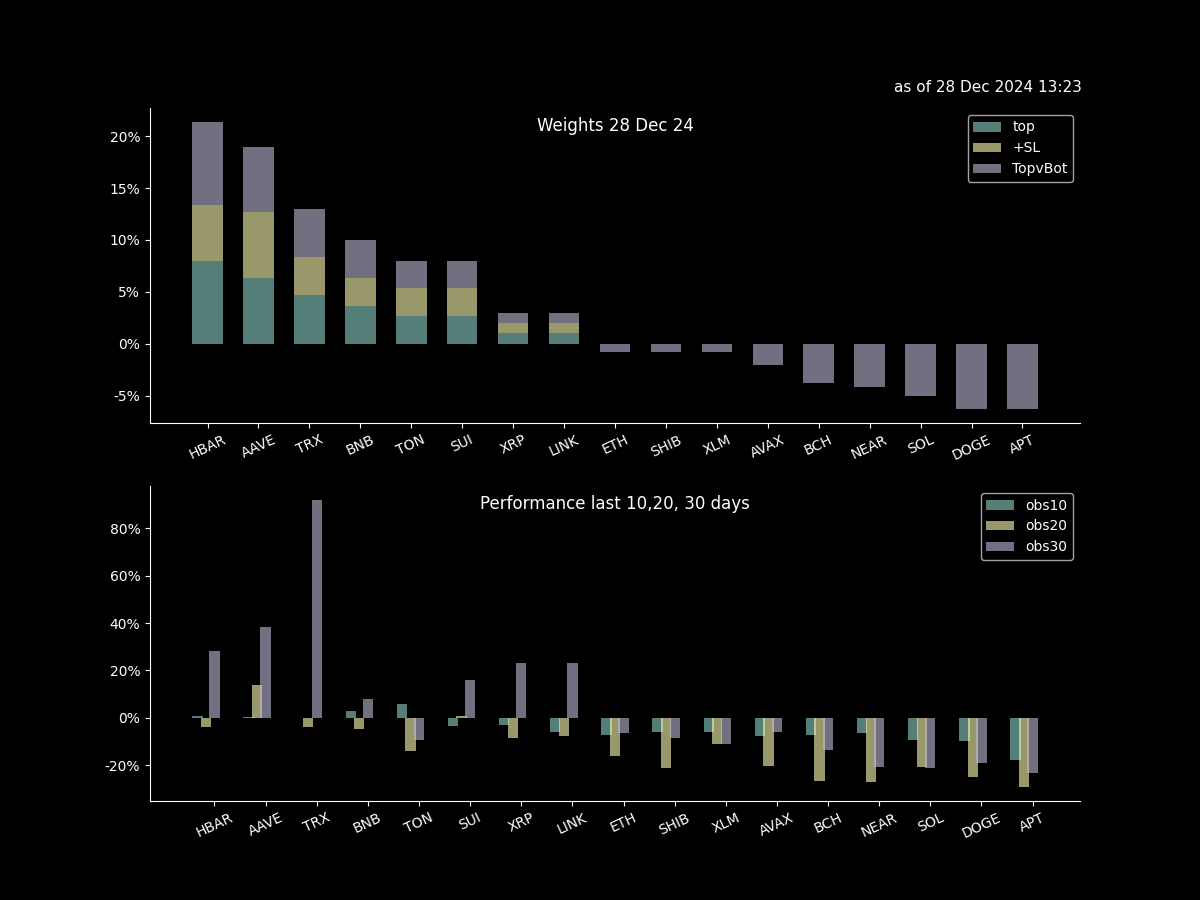 as of 28 Dec 2024 13:23
Weights 28 Dec 24
top
+SL
TopvBot
20%
15%
10%
5%
0%
-5%
HBAR AAVE TRX BNB TON SUI XRP LINK ETH SHIB XLM AVAX BCH NEAR SOL DOGE APT
Performance last 10,20, 30 days
obs10
obs20
obs30
80%
60%
40%
20%
0%
-20%
HBAR AAVE TRX BNB TON SUI XRP LINK ETH SHIB XLM AVAX BCH NEAR SOL DOGE APT